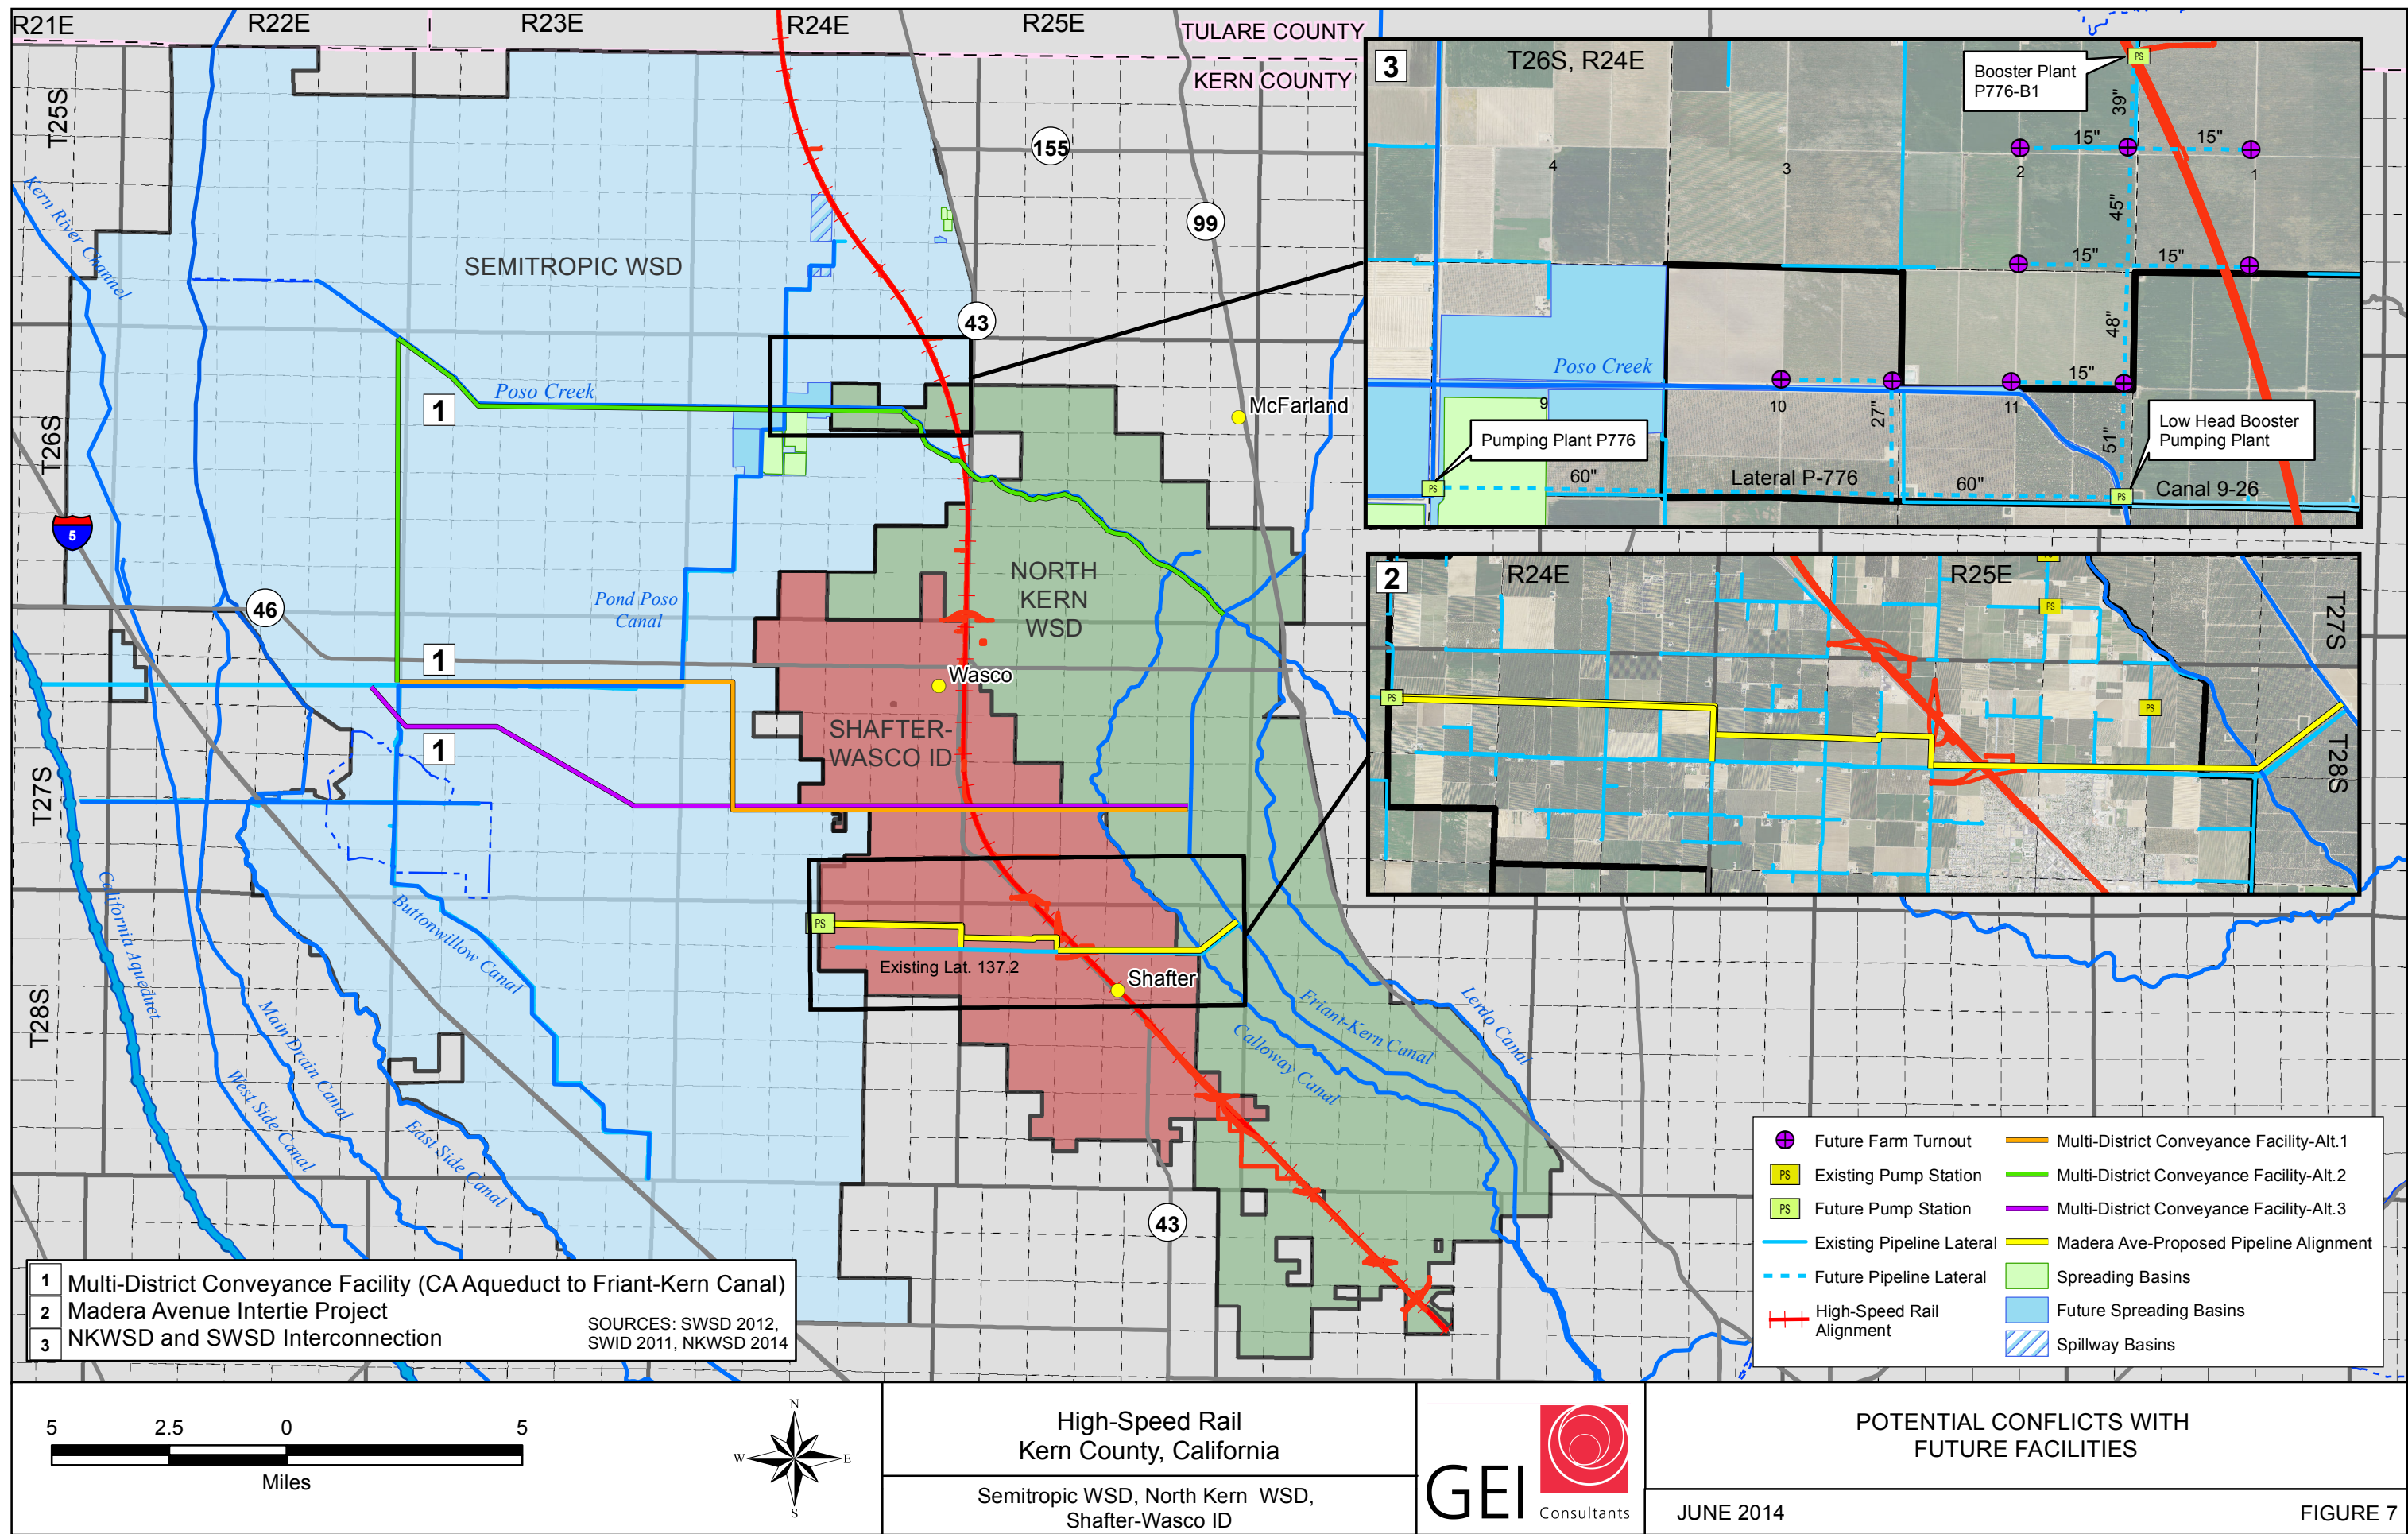 R21E
R22E
R23E
R24E
R25E
TULARE COUNTY
KERN COUNTY
T25S
T26S
T27S
T28S
Kern River Channel
SEMITROPIC WSD
155
99
43
Poso Creek
1
McFarland
5
46
Pond Poso
Canal
NORTH
KERN
WSD
1
Wasco
SHAFTER-
WASCO ID
1
California Aqueduct
Buttonwillow Canal
PS
Existing Lat. 137.2
Shafter
Main Drain Canal
West Side Canal
East Side Canal
Friant-Kern Canal
Calloway Canal
Lerdo Canal
43
3
T26S, R24E
Booster Plant
P776-B1
PS
39"
15"
15"
4
3
2
1
45"
15"
15"
48"
Poso Creek
15"
9
10
11
27"
51"
Pumping Plant P776
Low Head Booster
Pumping Plant
PS
60"
Lateral P-776
60"
PS
Canal 9-26
2
R24E
R25E
T27S
T28S
PS
PS
PS
PS
Future Farm Turnout
PS
Existing Pump Station
PS
Future Pump Station
Existing Pipeline Lateral
Future Pipeline Lateral
High-Speed Rail
Alignment
Multi-District Conveyance Facility-Alt.1
Multi-District Conveyance Facility-Alt.2
Multi-District Conveyance Facility-Alt.3
Madera Ave-Proposed Pipeline Alignment
Spreading Basins
Future Spreading Basins
Spillway Basins
1 Multi-District Conveyance Facility (CA Aqueduct to Friant-Kern Canal)
2 Madera Avenue Intertie Project
3 NKWSD and SWSD Interconnection
SOURCES: SWSD 2012,
SWID 2011, NKWSD 2014
5 2.5 0 5
Miles
N
W E
S
High-Speed Rail
Kern County, California
Semitropic WSD, North Kern WSD,
Shafter-Wasco ID
GEI
Consultants
POTENTIAL CONFLICTS WITH
FUTURE FACILITIES
JUNE 2014
FIGURE 7